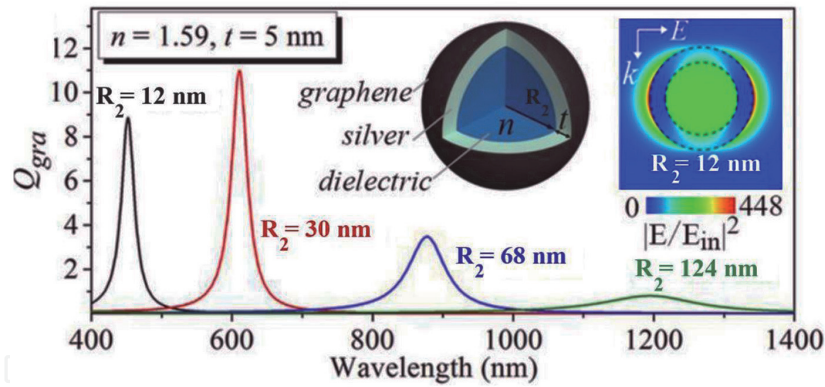 n = 1.59, t = 5 nm
R₂ = 12 nm
R₂ = 30 nm
R₂ = 68 nm
R₂ = 124 nm
graphene
silver
dielectric
R₂
t
n
E
k
R₂ = 12 nm
0 448
|E/Eᵢₙ|²
Q_gra
12
10
8
6
4
2
400 600 800 1000 1200 1400
Wavelength (nm)